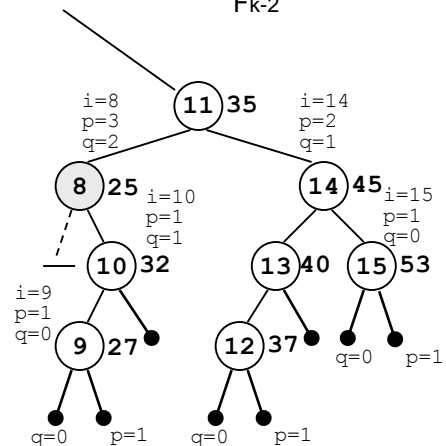 Fk-2
11 35
i=8
p=3
q=2
i=14
p=2
q=1
8 25
14 45
i=10
p=1
q=1
i=15
p=1
q=0
10 32
13 40
15 53
i=9
p=1
q=0
9 27
12 37
q=0 p=1
q=0 p=1
q=0 p=1